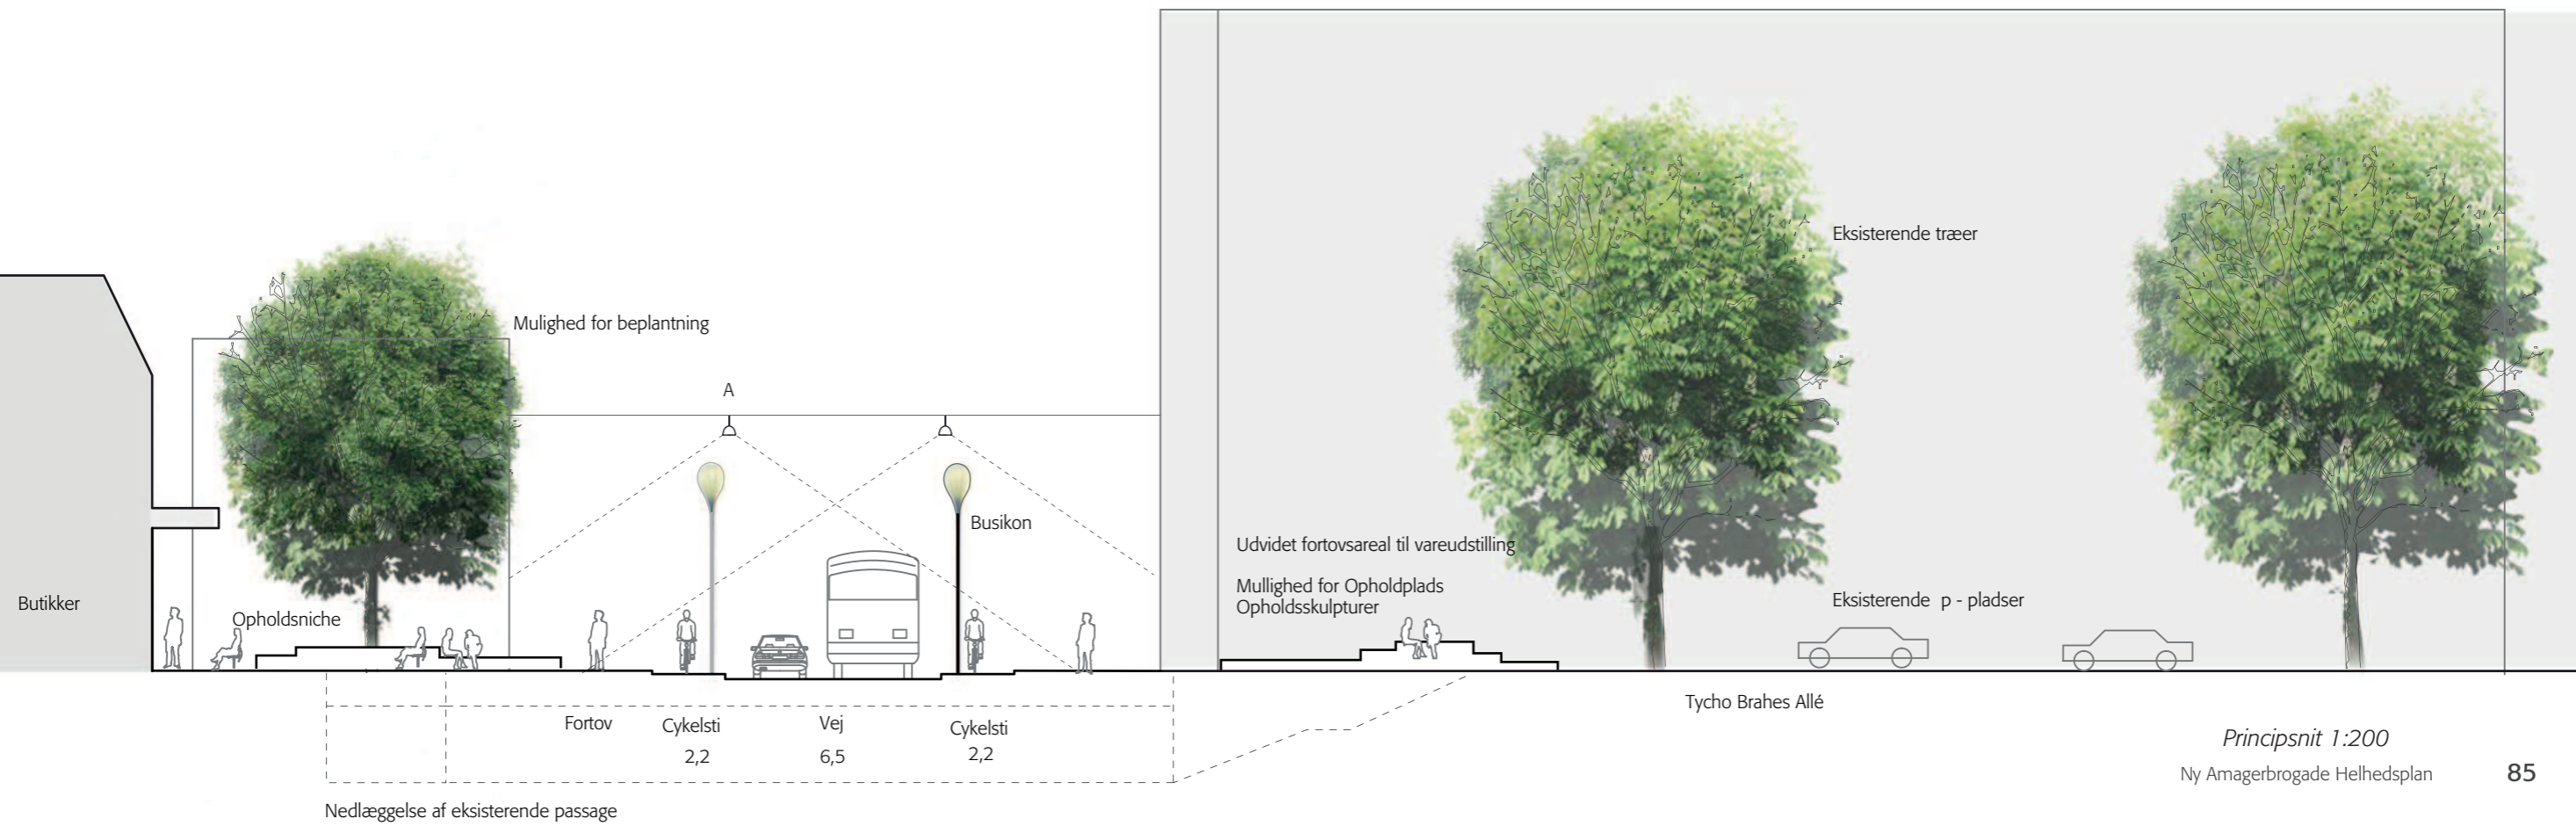 Eksisterende træer
Mulighed for beplantning
A
Busikon
Udvidet fortovsareal til vareudstilling
Mullighed for Opholdplads
Opholdsskulpturer
Butikker
Opholdsniche
Eksisterende p - pladser
Tycho Brahes Allé
Fortov
Cykelsti
2,2
Vej
6,5
Cykelsti
2,2
Principsnit 1:200
Ny Amagerbrogade Helhedsplan 85
Nedlæggelse af eksisterende passage